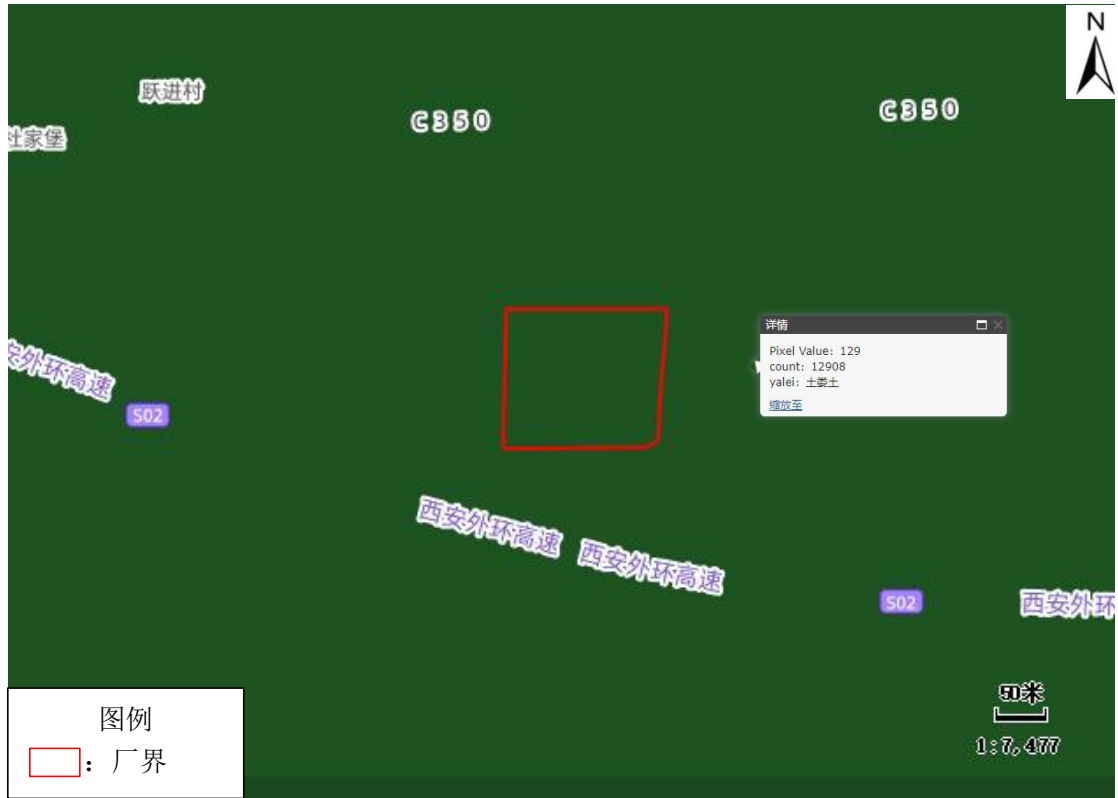 N
跃进村
C350
C350
杜家堡
详情
Pixel Value: 129
count: 12908
yalei: 土娄土
缩放至
安外环高速
S02
西安外环高速
西安外环高速
S02
西安外环
50米
1:7,477
图例
：厂界